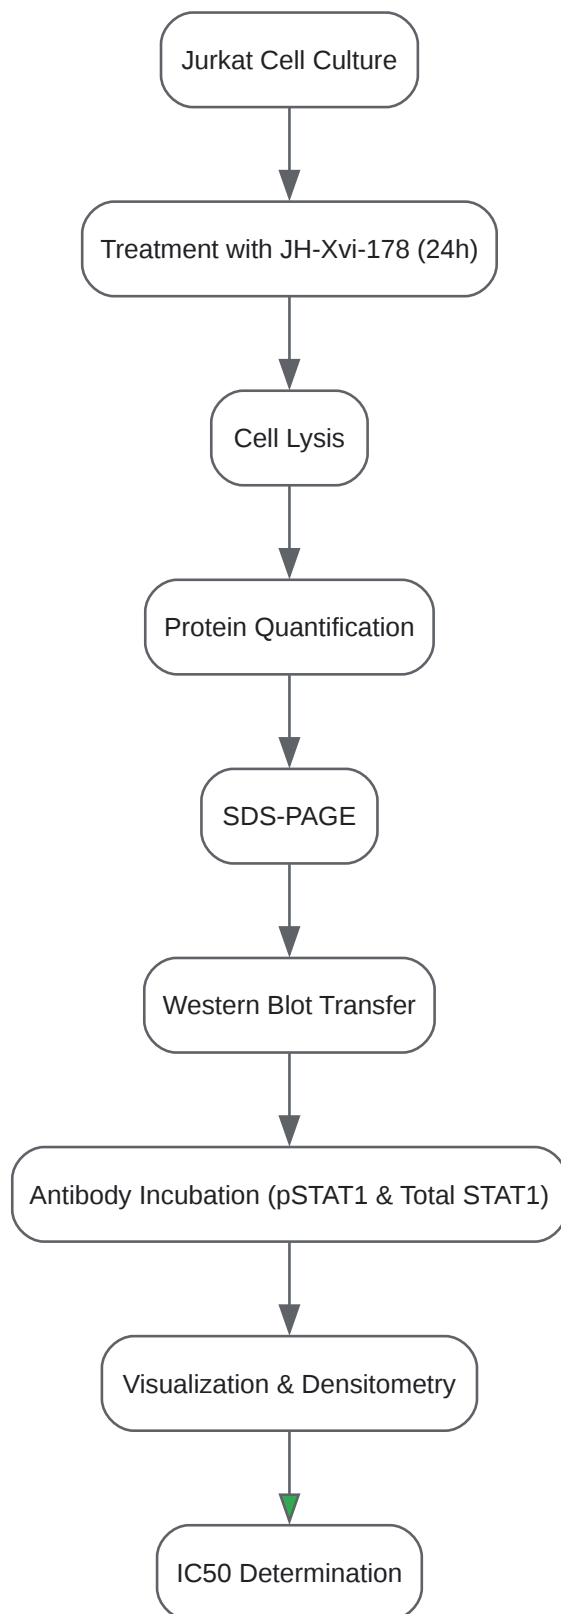 Jurkat Cell Culture
Treatment with JH-Xvi-178 (24h)
Cell Lysis
Protein Quantification
SDS-PAGE
Western Blot Transfer
Antibody Incubation (pSTAT1 & Total STAT1)
Visualization & Densitometry
IC50 Determination